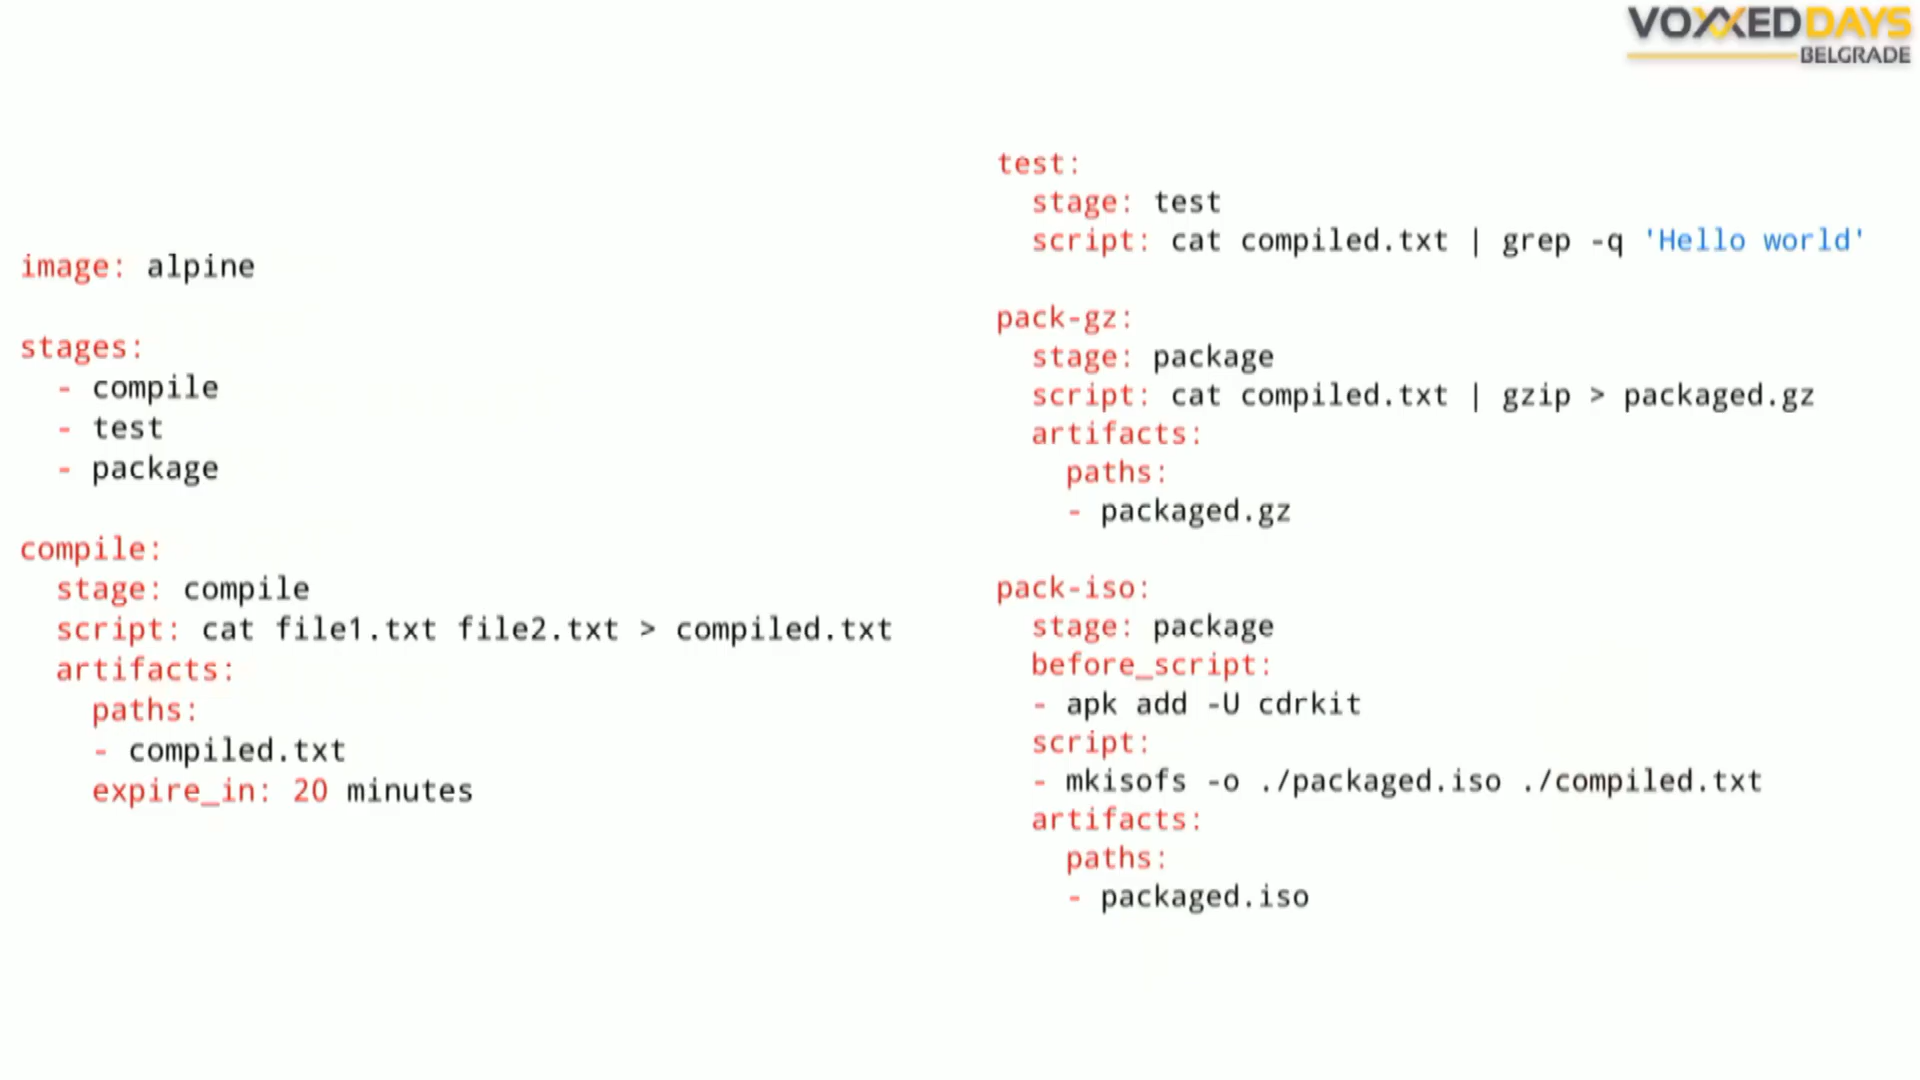 VOXXEDDAYS
BELGRADE
image: alpine
stages:
- compile
- test
- package
compile:
stage: compile
script: cat file1.txt file2.txt > compiled.txt
artifacts:
paths:
- compiled.txt
expire_in: 20 minutes
test:
stage: test
script: cat compiled.txt | grep -q 'Hello world'
pack-gz:
stage: package
script: cat compiled.txt | gzip > packaged.gz
artifacts:
paths:
- packaged.gz
pack-iso:
stage: package
before_script:
- apk add -U cdrkit
script:
- mkisofs -o ./packaged.iso ./compiled.txt
artifacts:
paths:
- packaged.iso